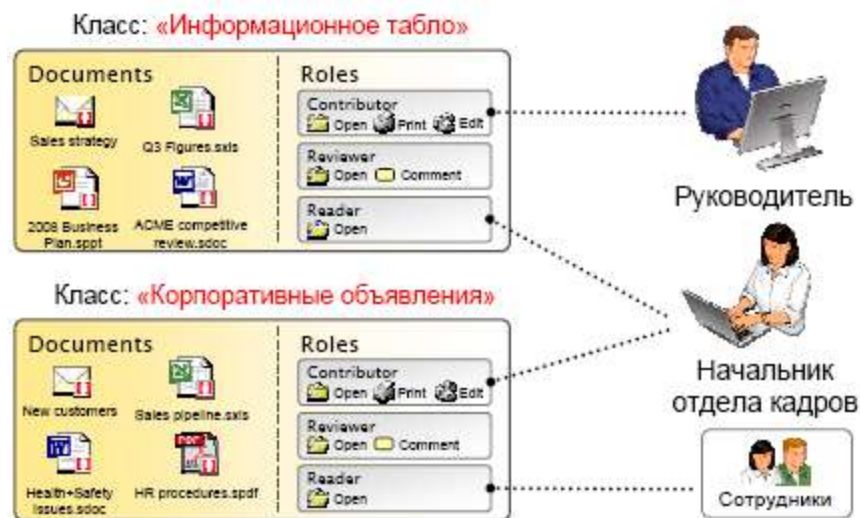 Класс: «Информационное табло»
Documents
Sales strategy
Q3 Figures.sxls
2008 Business
Plan.sppt
ACME competitive
review.sdoc
Roles
Contributor
Open Print Edit
Reviewer
Open Comment
Reader
Open
Руководитель
Класс: «Корпоративные объявления»
Documents
New customers
Sales pipeline.sxls
Health+Safety
Issues.sdoc
HR procedures.spdf
Roles
Contributor
Open Print Edit
Reviewer
Open Comment
Reader
Open
Начальник
отдела кадров
Сотрудники